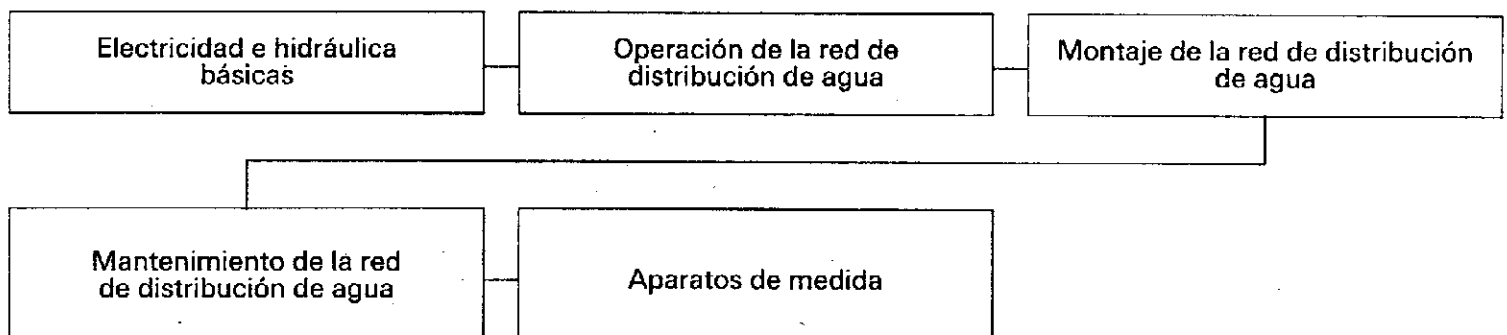 Electricidad e hidráulica
básicas
Operación de la red de
distribución de agua
Montaje de la red de distribución
de agua
Mantenimiento de la red
de distribución de agua
Aparatos de medida